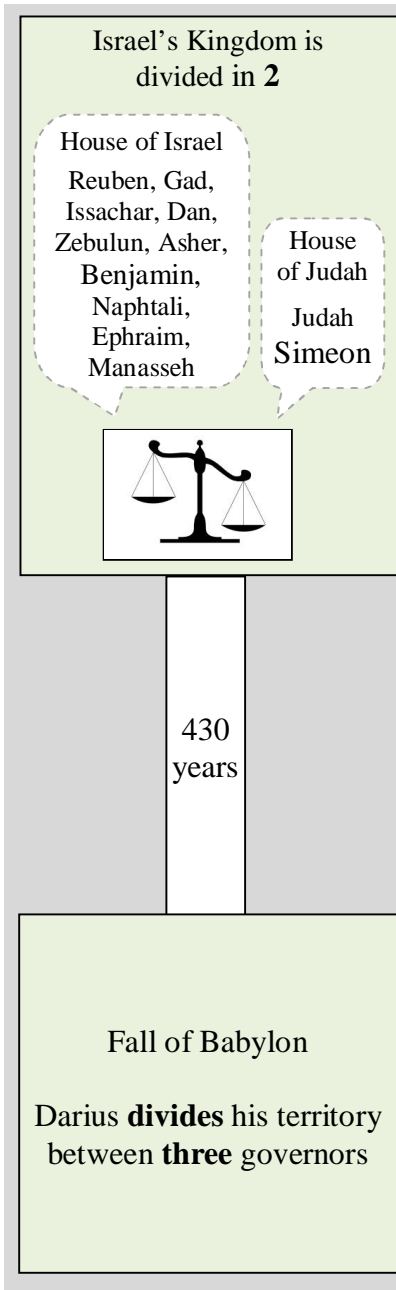 Israel’s Kingdom is
divided in 2
House of Israel
Reuben, Gad,
Issachar, Dan,
Zebulun, Asher,
Benjamin,
Naphtali,
Ephraim,
Manasseh
House
of Judah
Judah
Simeon
430
years
Fall of Babylon
Darius divides his territory
between three governors